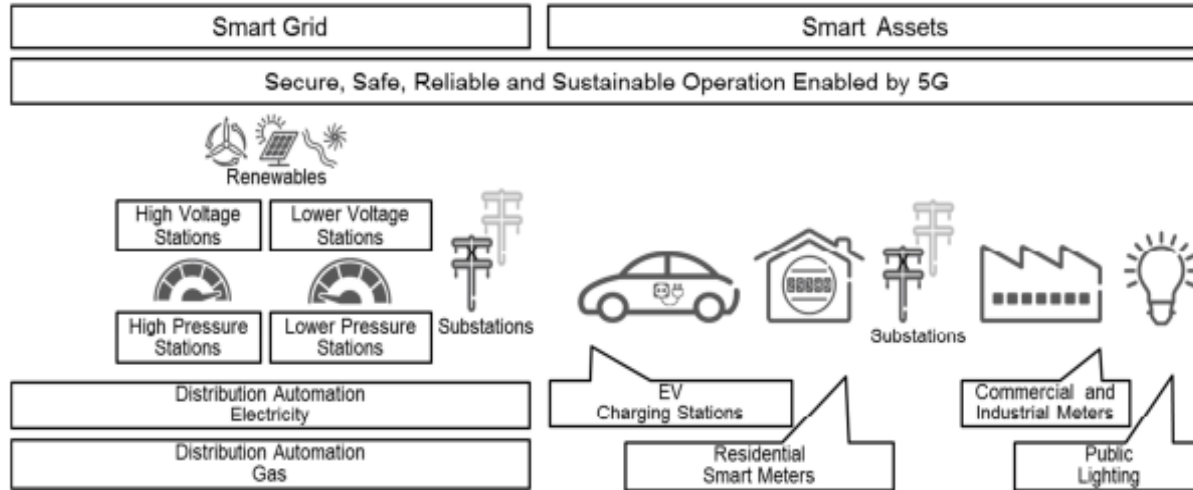 Smart Grid
Smart Assets
Secure, Safe, Reliable and Sustainable Operation Enabled by 5G
Renewables
High Voltage
Stations
Lower Voltage
Stations
High Pressure
Stations
Lower Pressure
Stations
Substations
Substations
Distribution Automation
Electricity
Distribution Automation
Gas
EV
Charging Stations
Residential
Smart Meters
Commercial and
Industrial Meters
Public
Lighting